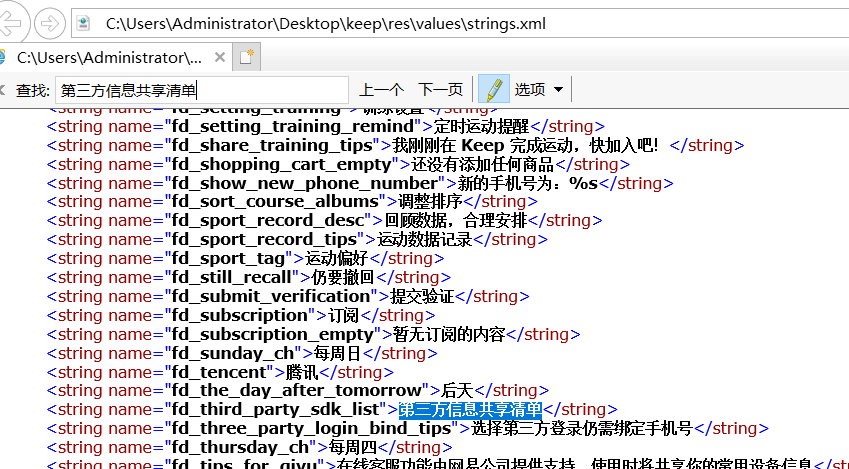 C:\Users\Administrator\Desktop\keep\res\values\strings.xml
C:\Users\Administrator\...
查找: 第三方信息共享清单 上一个 下一页 选项
<string name="fd_setting_training">训练设置</string>
<string name="fd_setting_training_remind">定时运动提醒</string>
<string name="fd_share_training_tips">我刚刚在 Keep 完成运动，快加入吧！</string>
<string name="fd_shopping_cart_empty">还没有添加任何商品</string>
<string name="fd_show_new_phone_number">新的手机号为：%s</string>
<string name="fd_sort_course_albums">调整排序</string>
<string name="fd_sport_record_desc">回顾数据，合理安排</string>
<string name="fd_sport_record_tips">运动数据记录</string>
<string name="fd_sport_tag">运动偏好</string>
<string name="fd_still_recall">仍要撤回</string>
<string name="fd_submit_verification">提交验证</string>
<string name="fd_subscription">订阅</string>
<string name="fd_subscription_empty">暂无订阅的内容</string>
<string name="fd_sunday_ch">每周日</string>
<string name="fd_tencent">腾讯</string>
<string name="fd_the_day_after_tomorrow">后天</string>
<string name="fd_third_party_sdk_list">第三方信息共享清单</string>
<string name="fd_three_party_login_bind_tips">选择第三方登录仍需绑定手机号</string>
<string name="fd_thursday_ch">每周四</string>
<string name="fd_tips_for_qiyu">在线客服功能由网易公司提供支持，使用时将共享你的常用设备信息</st